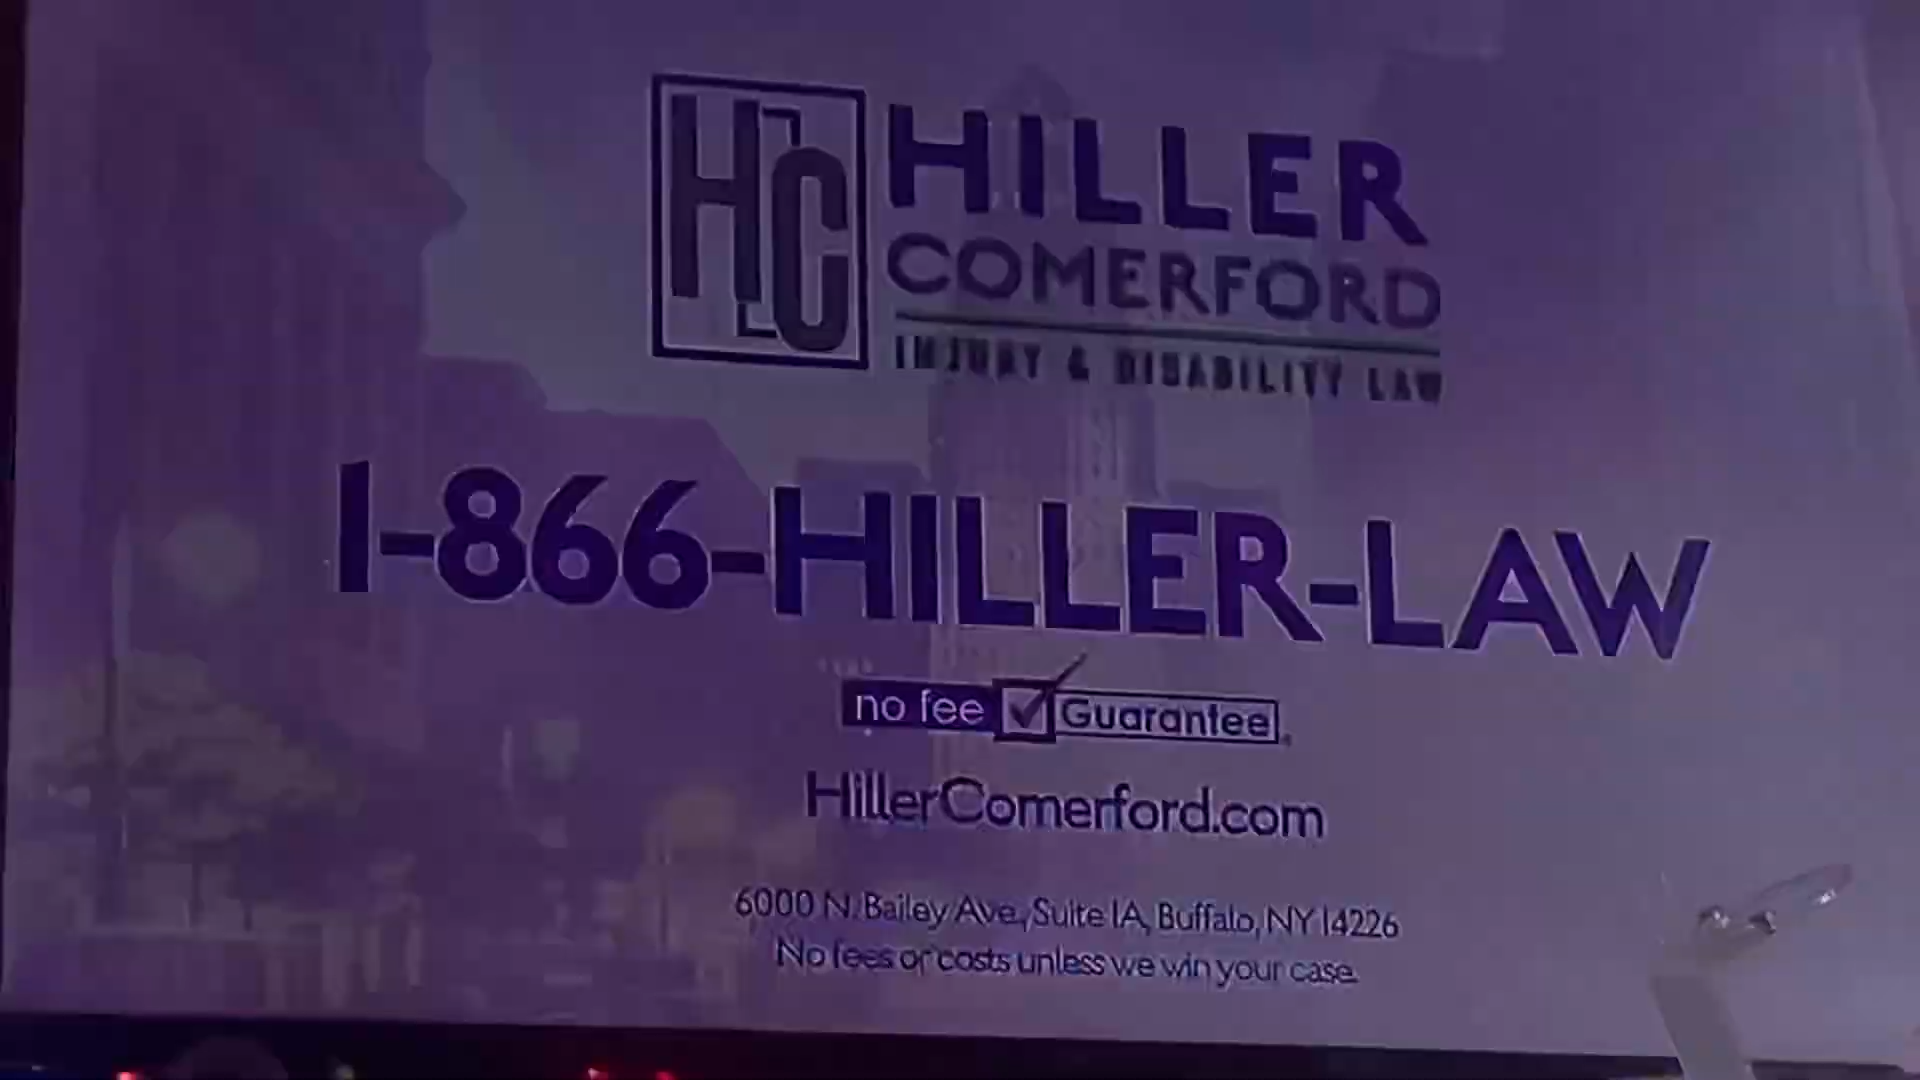 HC
HILLER
COMERFORD
INJURY & DISABILITY LAW
1-866-HILLER-LAW
no fee Guarantee
HillerComerford.com
6000 N. Bailey Ave., Suite 1A, Buffalo, NY 14226
No fees or costs unless we win your case.